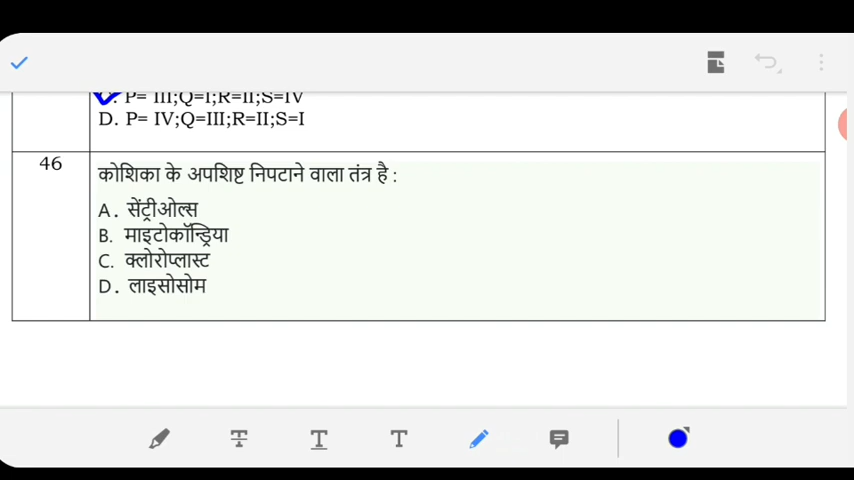 C. P= III;Q=I;R=II;S=IV
D. P= IV;Q=III;R=II;S=I
46
कोशिका के अपशिष्ट निपटाने वाला तंत्र है :
A. सेंट्रीओल्स
B. माइटोकॉन्ड्रिया
C. क्लोरोप्लास्ट
D. लाइसोसोम
T
T
T